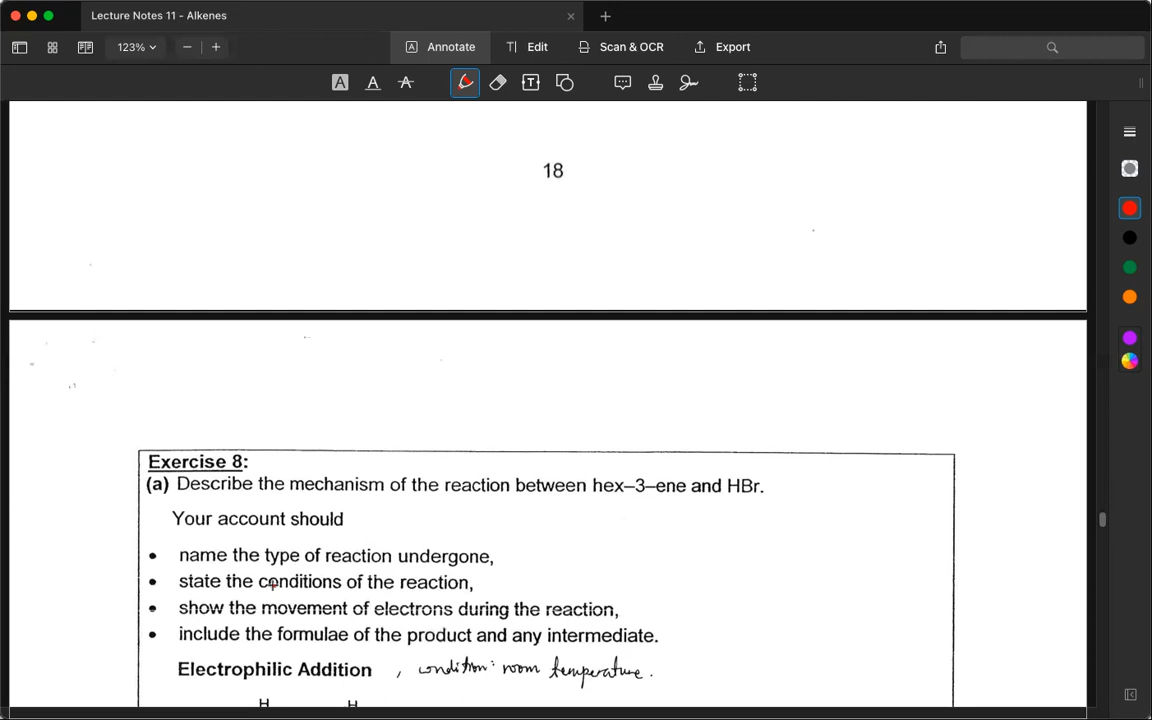 Lecture Notes 11 - Alkenes
123%
Annotate
Edit
Scan & OCR
Export
18
Exercise 8:
(a) Describe the mechanism of the reaction between hex–3–ene and HBr.
Your account should
• name the type of reaction undergone,
• state the conditions of the reaction,
• show the movement of electrons during the reaction,
• include the formulae of the product and any intermediate.
Electrophilic Addition , condition: room temperature.
H H